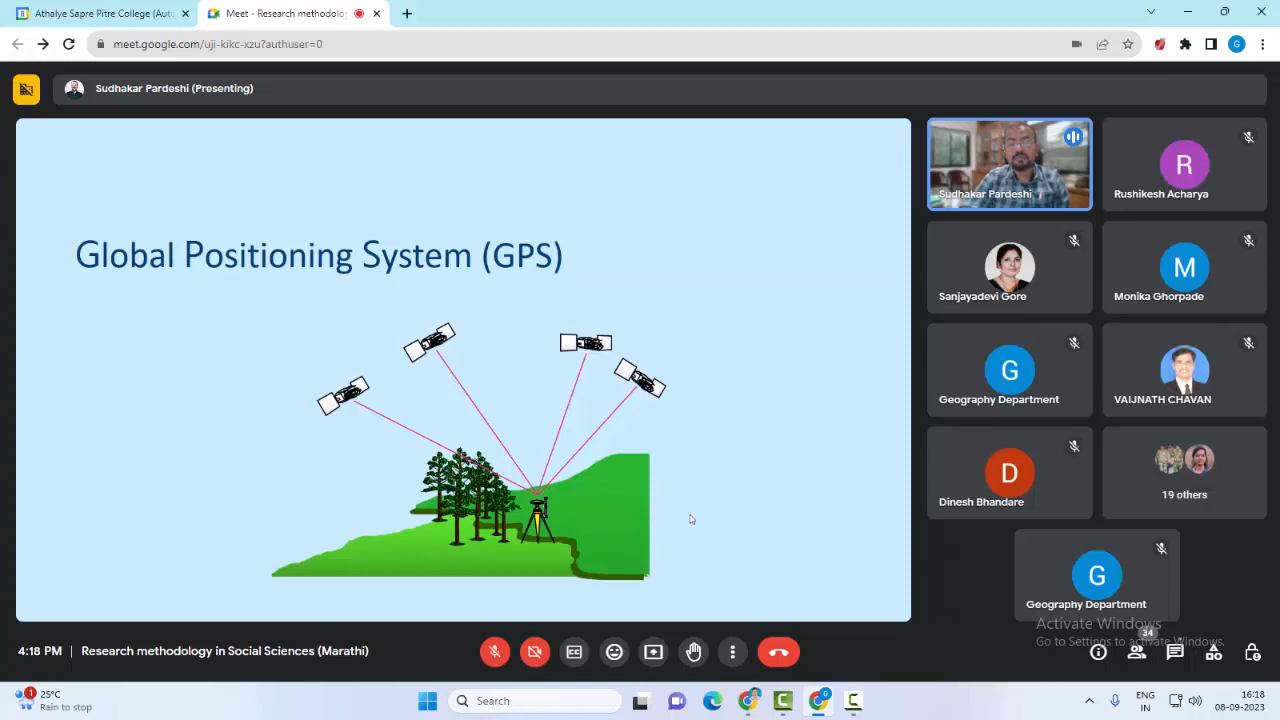 Athalye Sapre Pitre College (Auto
Meet - Research methodolog
meet.google.com/uji-kikc-xzu?authuser=0
G
Sudhakar Pardeshi (Presenting)
Global Positioning System (GPS)
Sudhakar Pardeshi
R
Rushikesh Acharya
Sanjayadevi Gore
M
Monika Ghorpade
G
Geography Department
VAIJNATH CHAVAN
D
Dinesh Bhandare
19 others
G
Geography Department
Activate Windows
Go to Settings to activate Windows.
34
4:18 PM | Research methodology in Social Sciences (Marathi)
1
25°C
Rain to stop
Search
ENG
IN
16:18
08-09-2023